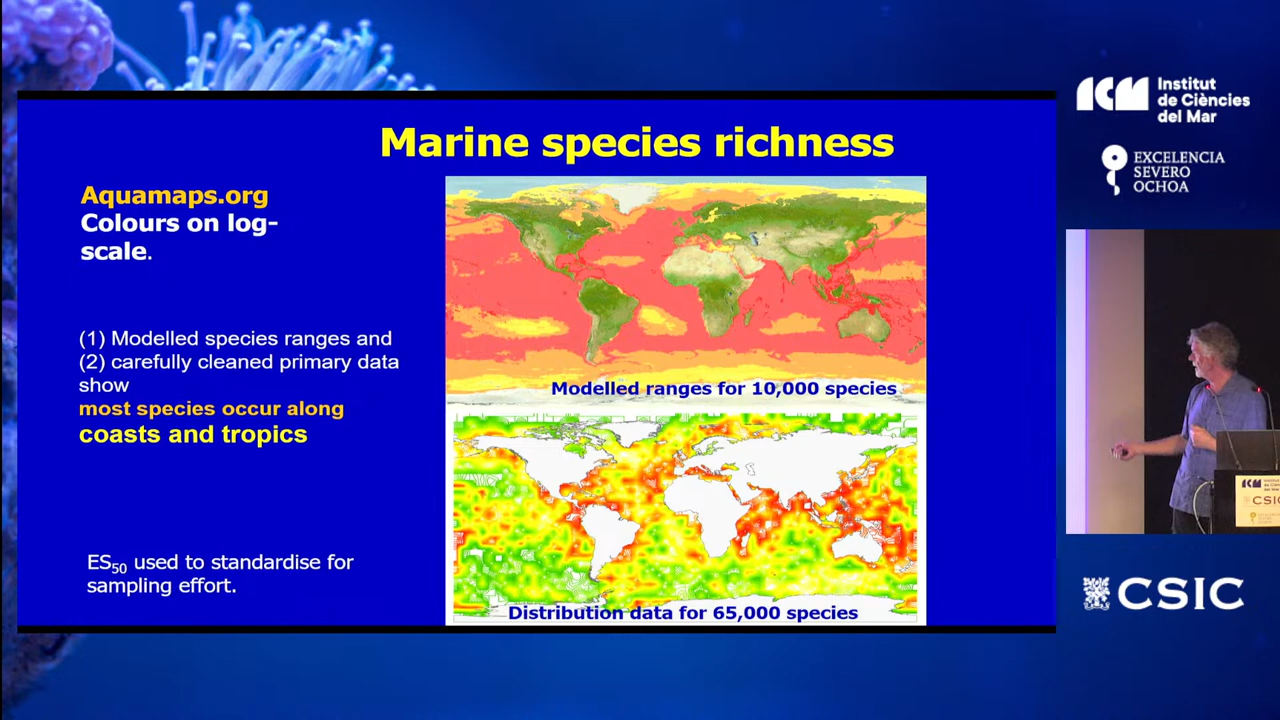 Marine species richness
Aquamaps.org
Colours on log-
scale.
(1) Modelled species ranges and
(2) carefully cleaned primary data
show
most species occur along
coasts and tropics
ES50 used to standardise for
sampling effort.
Modelled ranges for 10,000 species
Distribution data for 65,000 species
ICM
Institut
de Ciències
del Mar
EXCELENCIA
SEVERO
OCHOA
CSIC